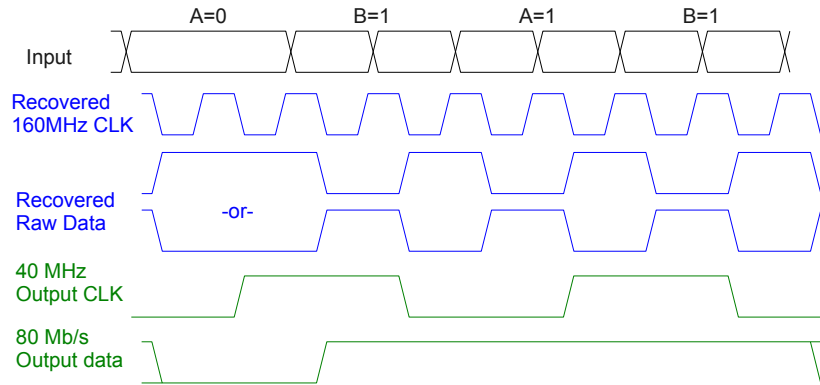 A=0 B=1 A=1 B=1
Input
Recovered
160MHz CLK
Recovered
Raw Data
-or-
40 MHz
Output CLK
80 Mb/s
Output data